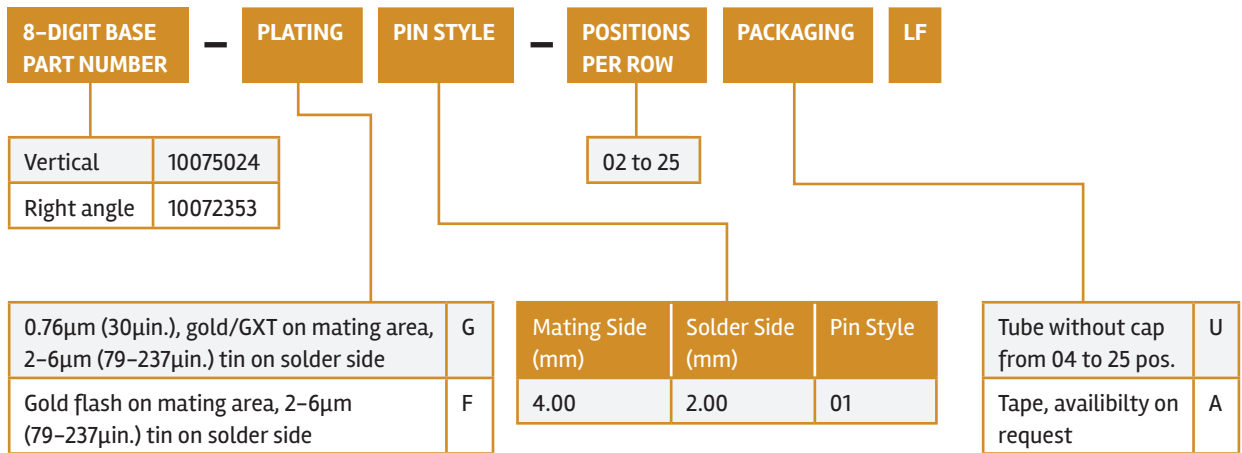 8–DIGIT BASE
PART NUMBER
–
PLATING
PIN STYLE
–
POSITIONS
PER ROW
PACKAGING
LF
Vertical 10075024
Right angle 10072353
02 to 25
0.76μm (30μin.), gold/GXT on mating area, G
2–6μm (79–237μin.) tin on solder side
Gold flash on mating area, 2–6μm F
(79–237μin.) tin on solder side
Mating Side Solder Side Pin Style
(mm) (mm)
4.00 2.00 01
Tube without cap U
from 04 to 25 pos.
Tape, availibilty on A
request